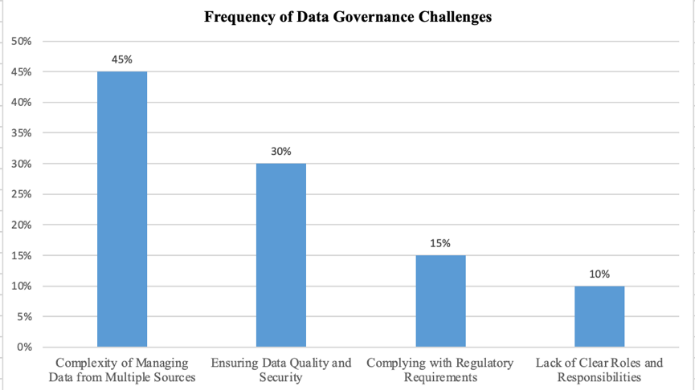 Frequency of Data Governance Challenges
50%
45%
40%
35%
30%
25%
20%
15%
10%
5%
0%
45%
30%
15%
10%
Complexity of Managing
Data from Multiple Sources
Ensuring Data Quality and
Security
Complying with Regulatory
Requirements
Lack of Clear Roles and
Responsibilities